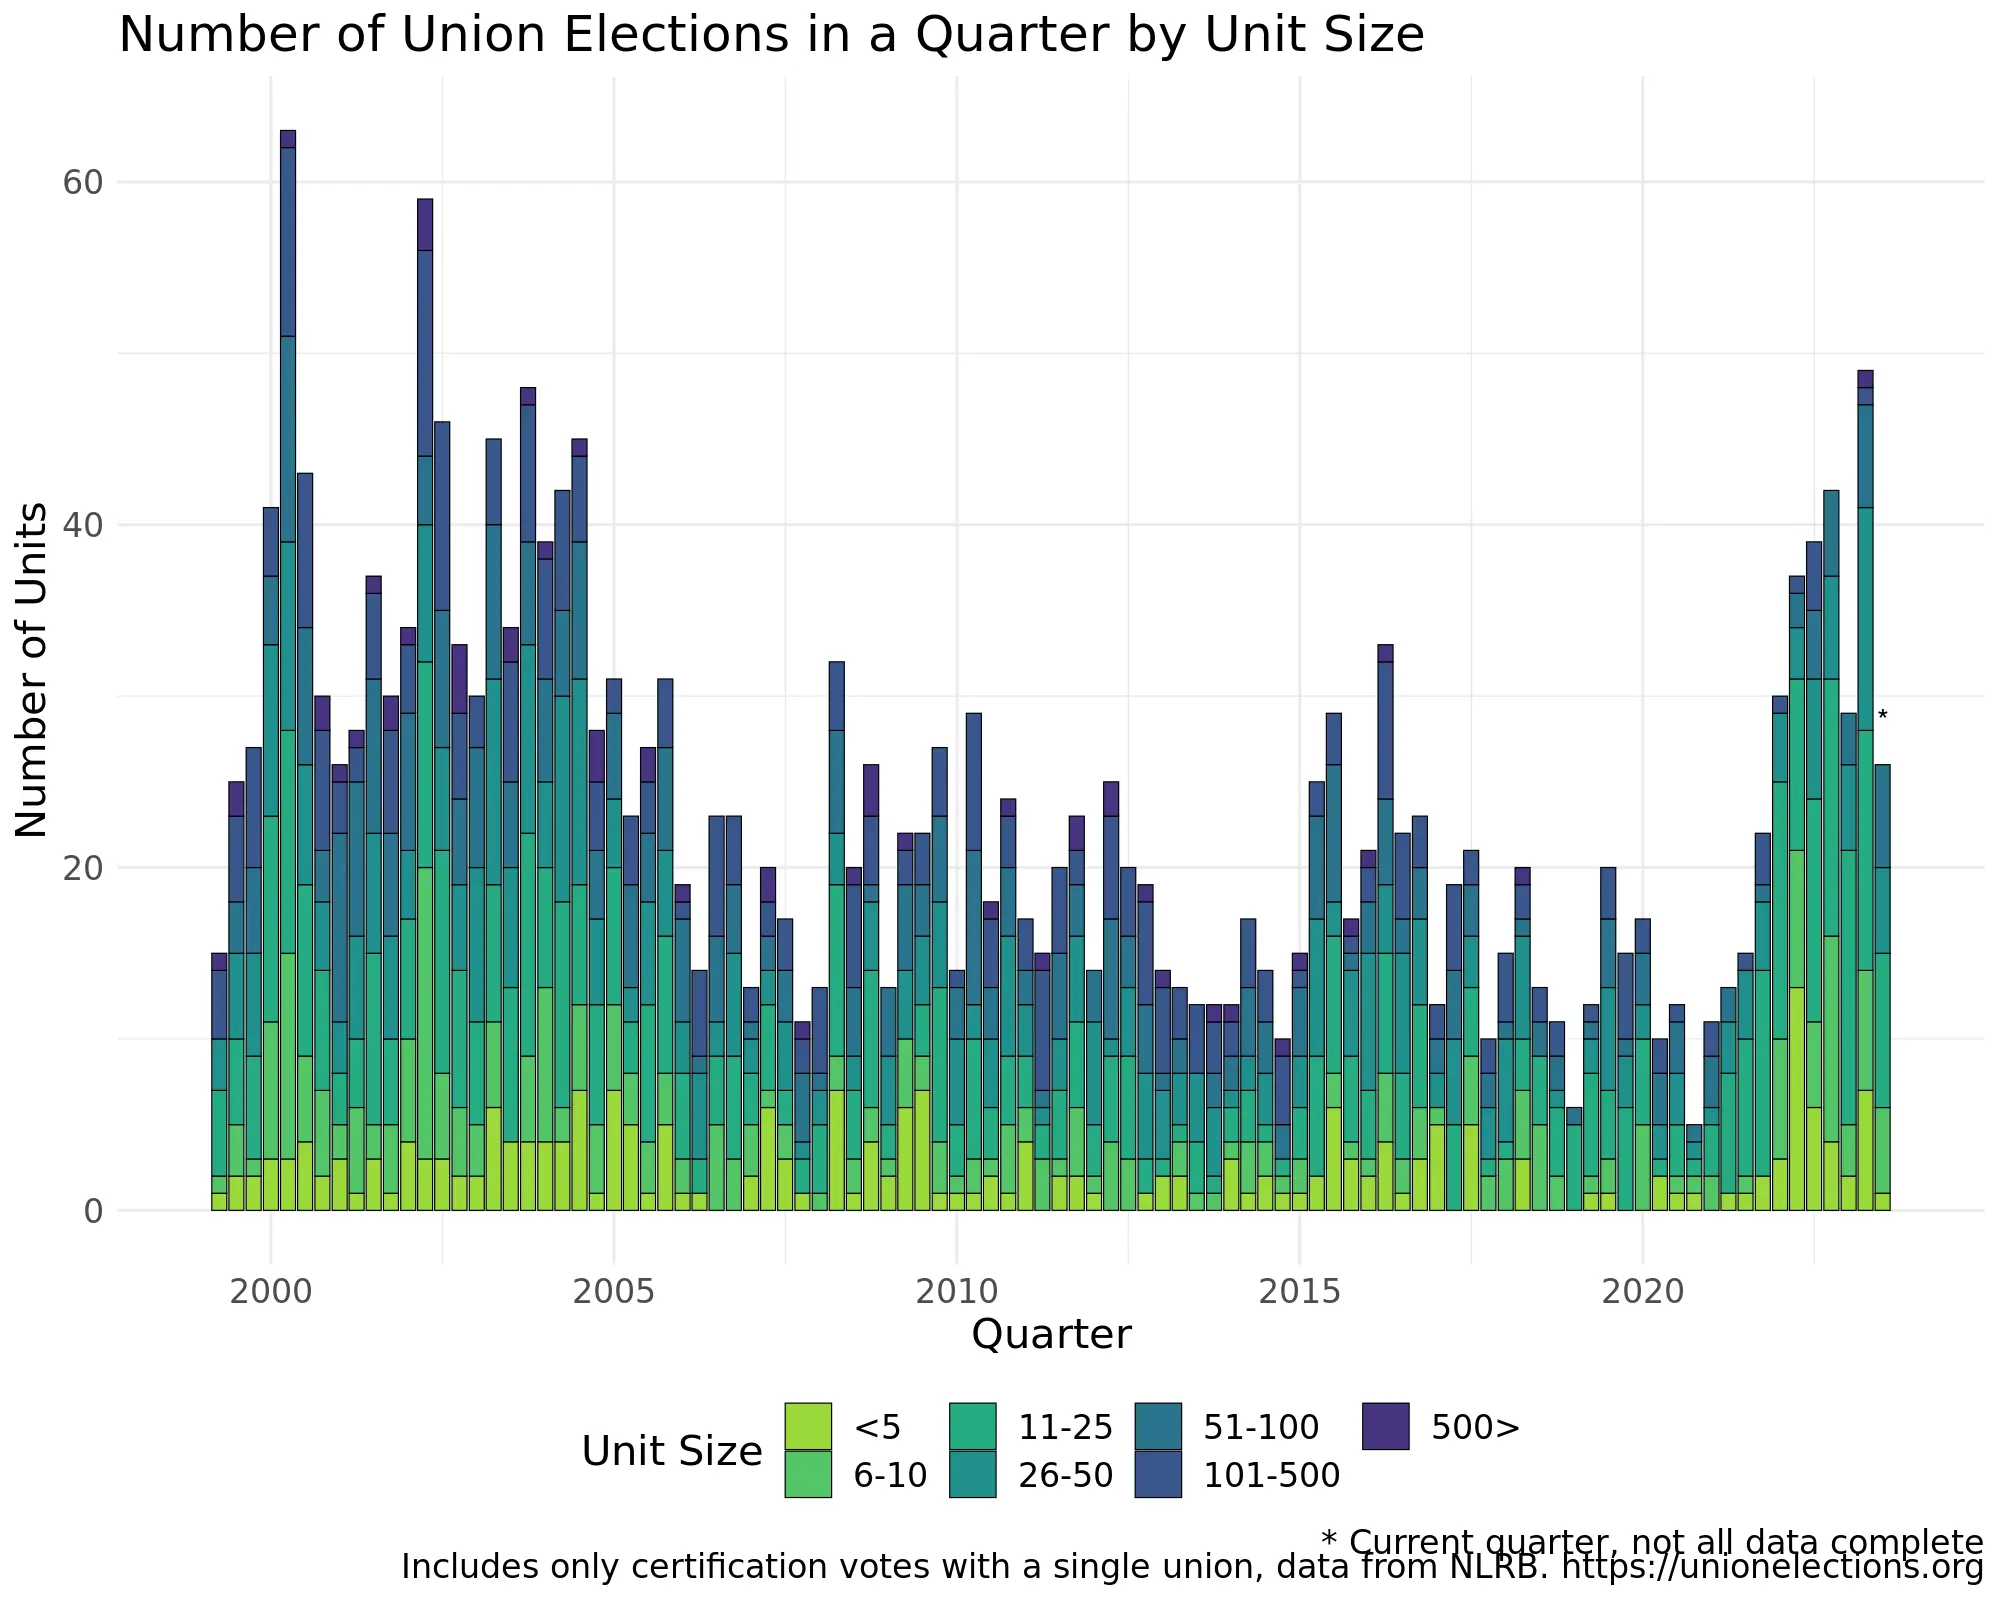 Number of Union Elections in a Quarter by Unit Size
Number of Units
60
40
20
0
*
2000 2005 2010 2015 2020
Quarter
Unit Size
<5 11-25 51-100 500>
6-10 26-50 101-500
* Current quarter, not all data complete
Includes only certification votes with a single union, data from NLRB. https://unionelections.org